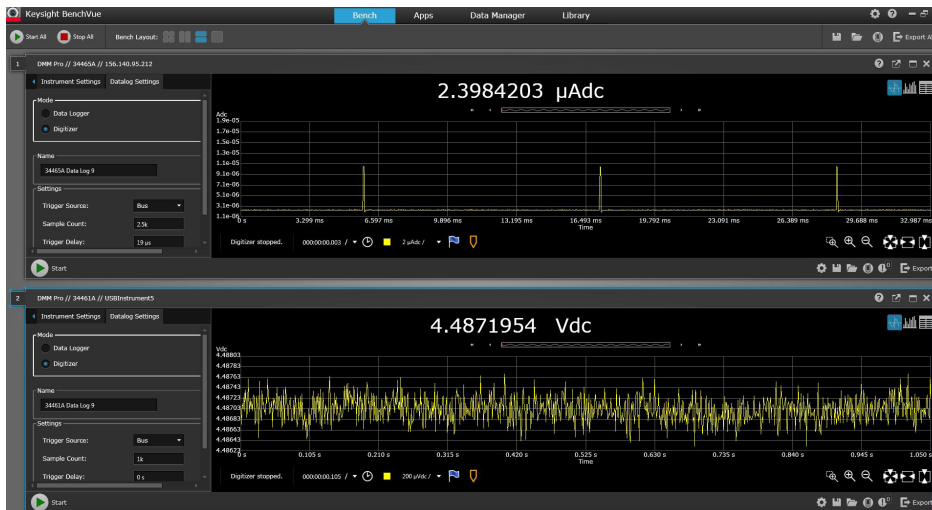 Keysight BenchVue
Bench Apps Data Manager Library
Start All Stop All Bench Layout: Export A
1 DMM Pro // 34465A // 156.140.95.212
Instrument Settings Datalog Settings
Mode
Data Logger
Digitizer
Name
34465A Data Log 9
Settings
Trigger Source: Bus
Sample Count: 2.5k
Trigger Delay: 19 µs
2.3984203 µAdc
Adc
1.9e-05
1.7e-05
1.5e-05
1.3e-05
1.1e-05
9.1e-06
7.1e-06
5.1e-06
3.1e-06
1.1e-06
0 s 3.299 ms 6.597 ms 9.896 ms 13.195 ms 16.493 ms 19.792 ms 23.091 ms 26.389 ms 29.688 ms 32.987 ms
Time
Digitizer stopped. 000:00:00.003 / 2 µAdc /
Start Export
2 DMM Pro // 34461A // USBInstrument5
Instrument Settings Datalog Settings
Mode
Data Logger
Digitizer
Name
34461A Data Log 9
Settings
Trigger Source: Bus
Sample Count: 1k
Trigger Delay: 0 s
4.4871954 Vdc
Vdc
4.48803
4.48783
4.48763
4.48743
4.48723
4.48703
4.48683
4.48663
4.48643
4.48623
0 s 0.105 s 0.210 s 0.315 s 0.420 s 0.525 s 0.630 s 0.735 s 0.840 s 0.945 s 1.050 s
Time
Digitizer stopped. 000:00:00.105 / 200 µVdc /
Start Export